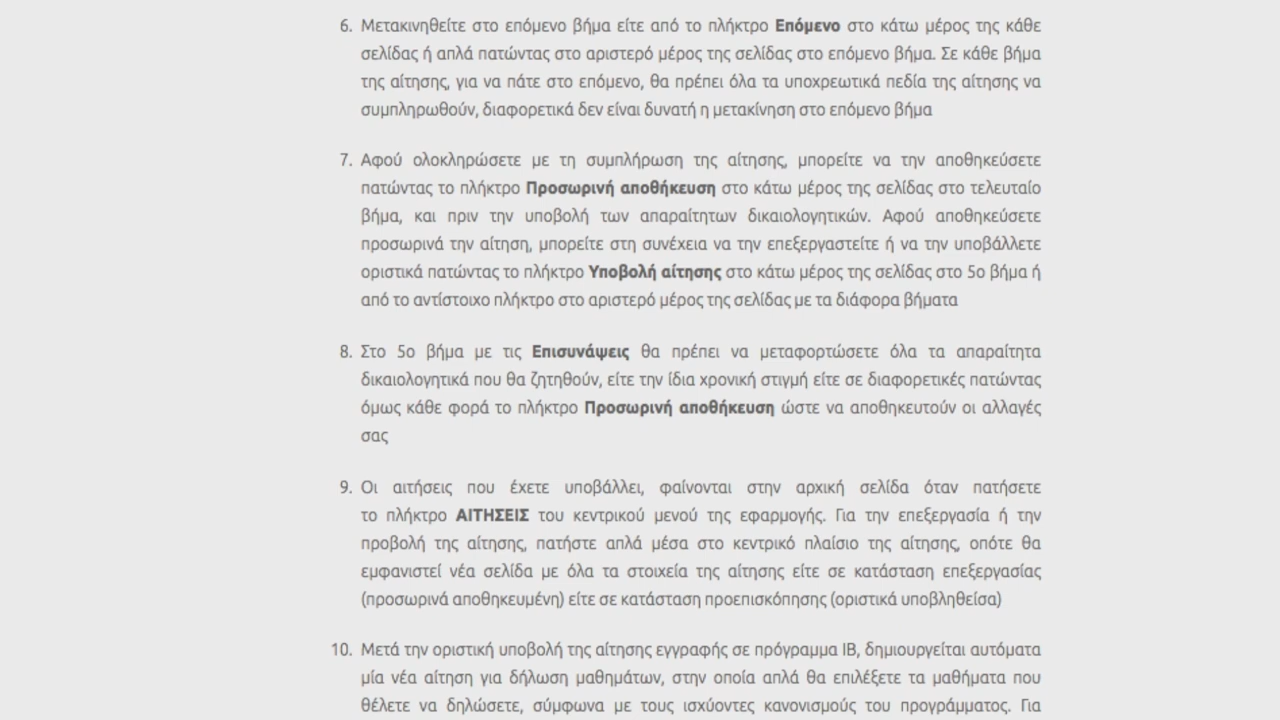 6. Μετακινηθείτε στο επόμενο βήμα είτε από το πλήκτρο Επόμενο στο κάτω μέρος της κάθε
σελίδας ή απλά πατώντας στο αριστερό μέρος της σελίδας στο επόμενο βήμα. Σε κάθε βήμα
της αίτησης, για να πάτε στο επόμενο, θα πρέπει όλα τα υποχρεωτικά πεδία της αίτησης να
συμπληρωθούν, διαφορετικά δεν είναι δυνατή η μετακίνηση στο επόμενο βήμα
7. Αφού ολοκληρώσετε με τη συμπλήρωση της αίτησης, μπορείτε να την αποθηκεύσετε
πατώντας το πλήκτρο Προσωρινή αποθήκευση στο κάτω μέρος της σελίδας στο τελευταίο
βήμα, και πριν την υποβολή των απαραίτητων δικαιολογητικών. Αφού αποθηκεύσετε
προσωρινά την αίτηση, μπορείτε στη συνέχεια να την επεξεργαστείτε ή να την υποβάλλετε
οριστικά πατώντας το πλήκτρο Υποβολή αίτησης στο κάτω μέρος της σελίδας στο 5ο βήμα ή
από το αντίστοιχο πλήκτρο στο αριστερό μέρος της σελίδας με τα διάφορα βήματα
8. Στο 5ο βήμα με τις Επισυνάψεις θα πρέπει να μεταφορτώσετε όλα τα απαραίτητα
δικαιολογητικά που θα ζητηθούν, είτε την ίδια χρονική στιγμή είτε σε διαφορετικές πατώντας
όμως κάθε φορά το πλήκτρο Προσωρινή αποθήκευση ώστε να αποθηκευτούν οι αλλαγές
σας
9. Οι αιτήσεις που έχετε υποβάλλει, φαίνονται στην αρχική σελίδα όταν πατήσετε
το πλήκτρο ΑΙΤΗΣΕΙΣ του κεντρικού μενού της εφαρμογής. Για την επεξεργασία ή την
προβολή της αίτησης, πατήστε απλά μέσα στο κεντρικό πλαίσιο της αίτησης, οπότε θα
εμφανιστεί νέα σελίδα με όλα τα στοιχεία της αίτησης είτε σε κατάσταση επεξεργασίας
(προσωρινά αποθηκευμένη) είτε σε κατάσταση προεπισκόπησης (οριστικά υποβληθείσα)
10. Μετά την οριστική υποβολή της αίτησης εγγραφής σε πρόγραμμα IB, δημιουργείται αυτόματα
μία νέα αίτηση για δήλωση μαθημάτων, στην οποία απλά θα επιλέξετε τα μαθήματα που
θέλετε να δηλώσετε, σύμφωνα με τους ισχύοντες κανονισμούς του προγράμματος. Για